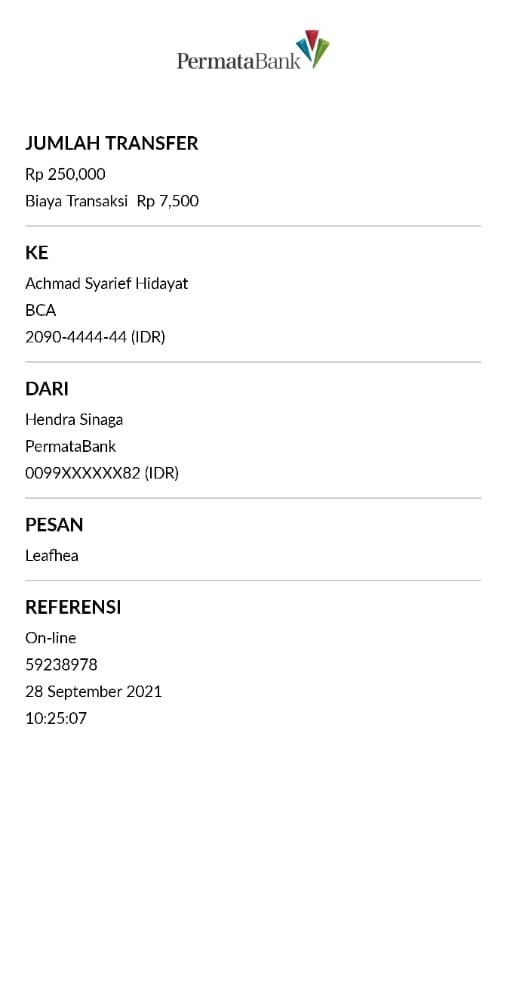 PermataBank
JUMLAH TRANSFER
Rp 250,000
Biaya Transaksi Rp 7,500
KE
Achmad Syarief Hidayat
BCA
2090-4444-44 (IDR)
DARI
Hendra Sinaga
PermataBank
0099XXXXXX82 (IDR)
PESAN
Leafhea
REFERENSI
On-line
59238978
28 September 2021
10:25:07